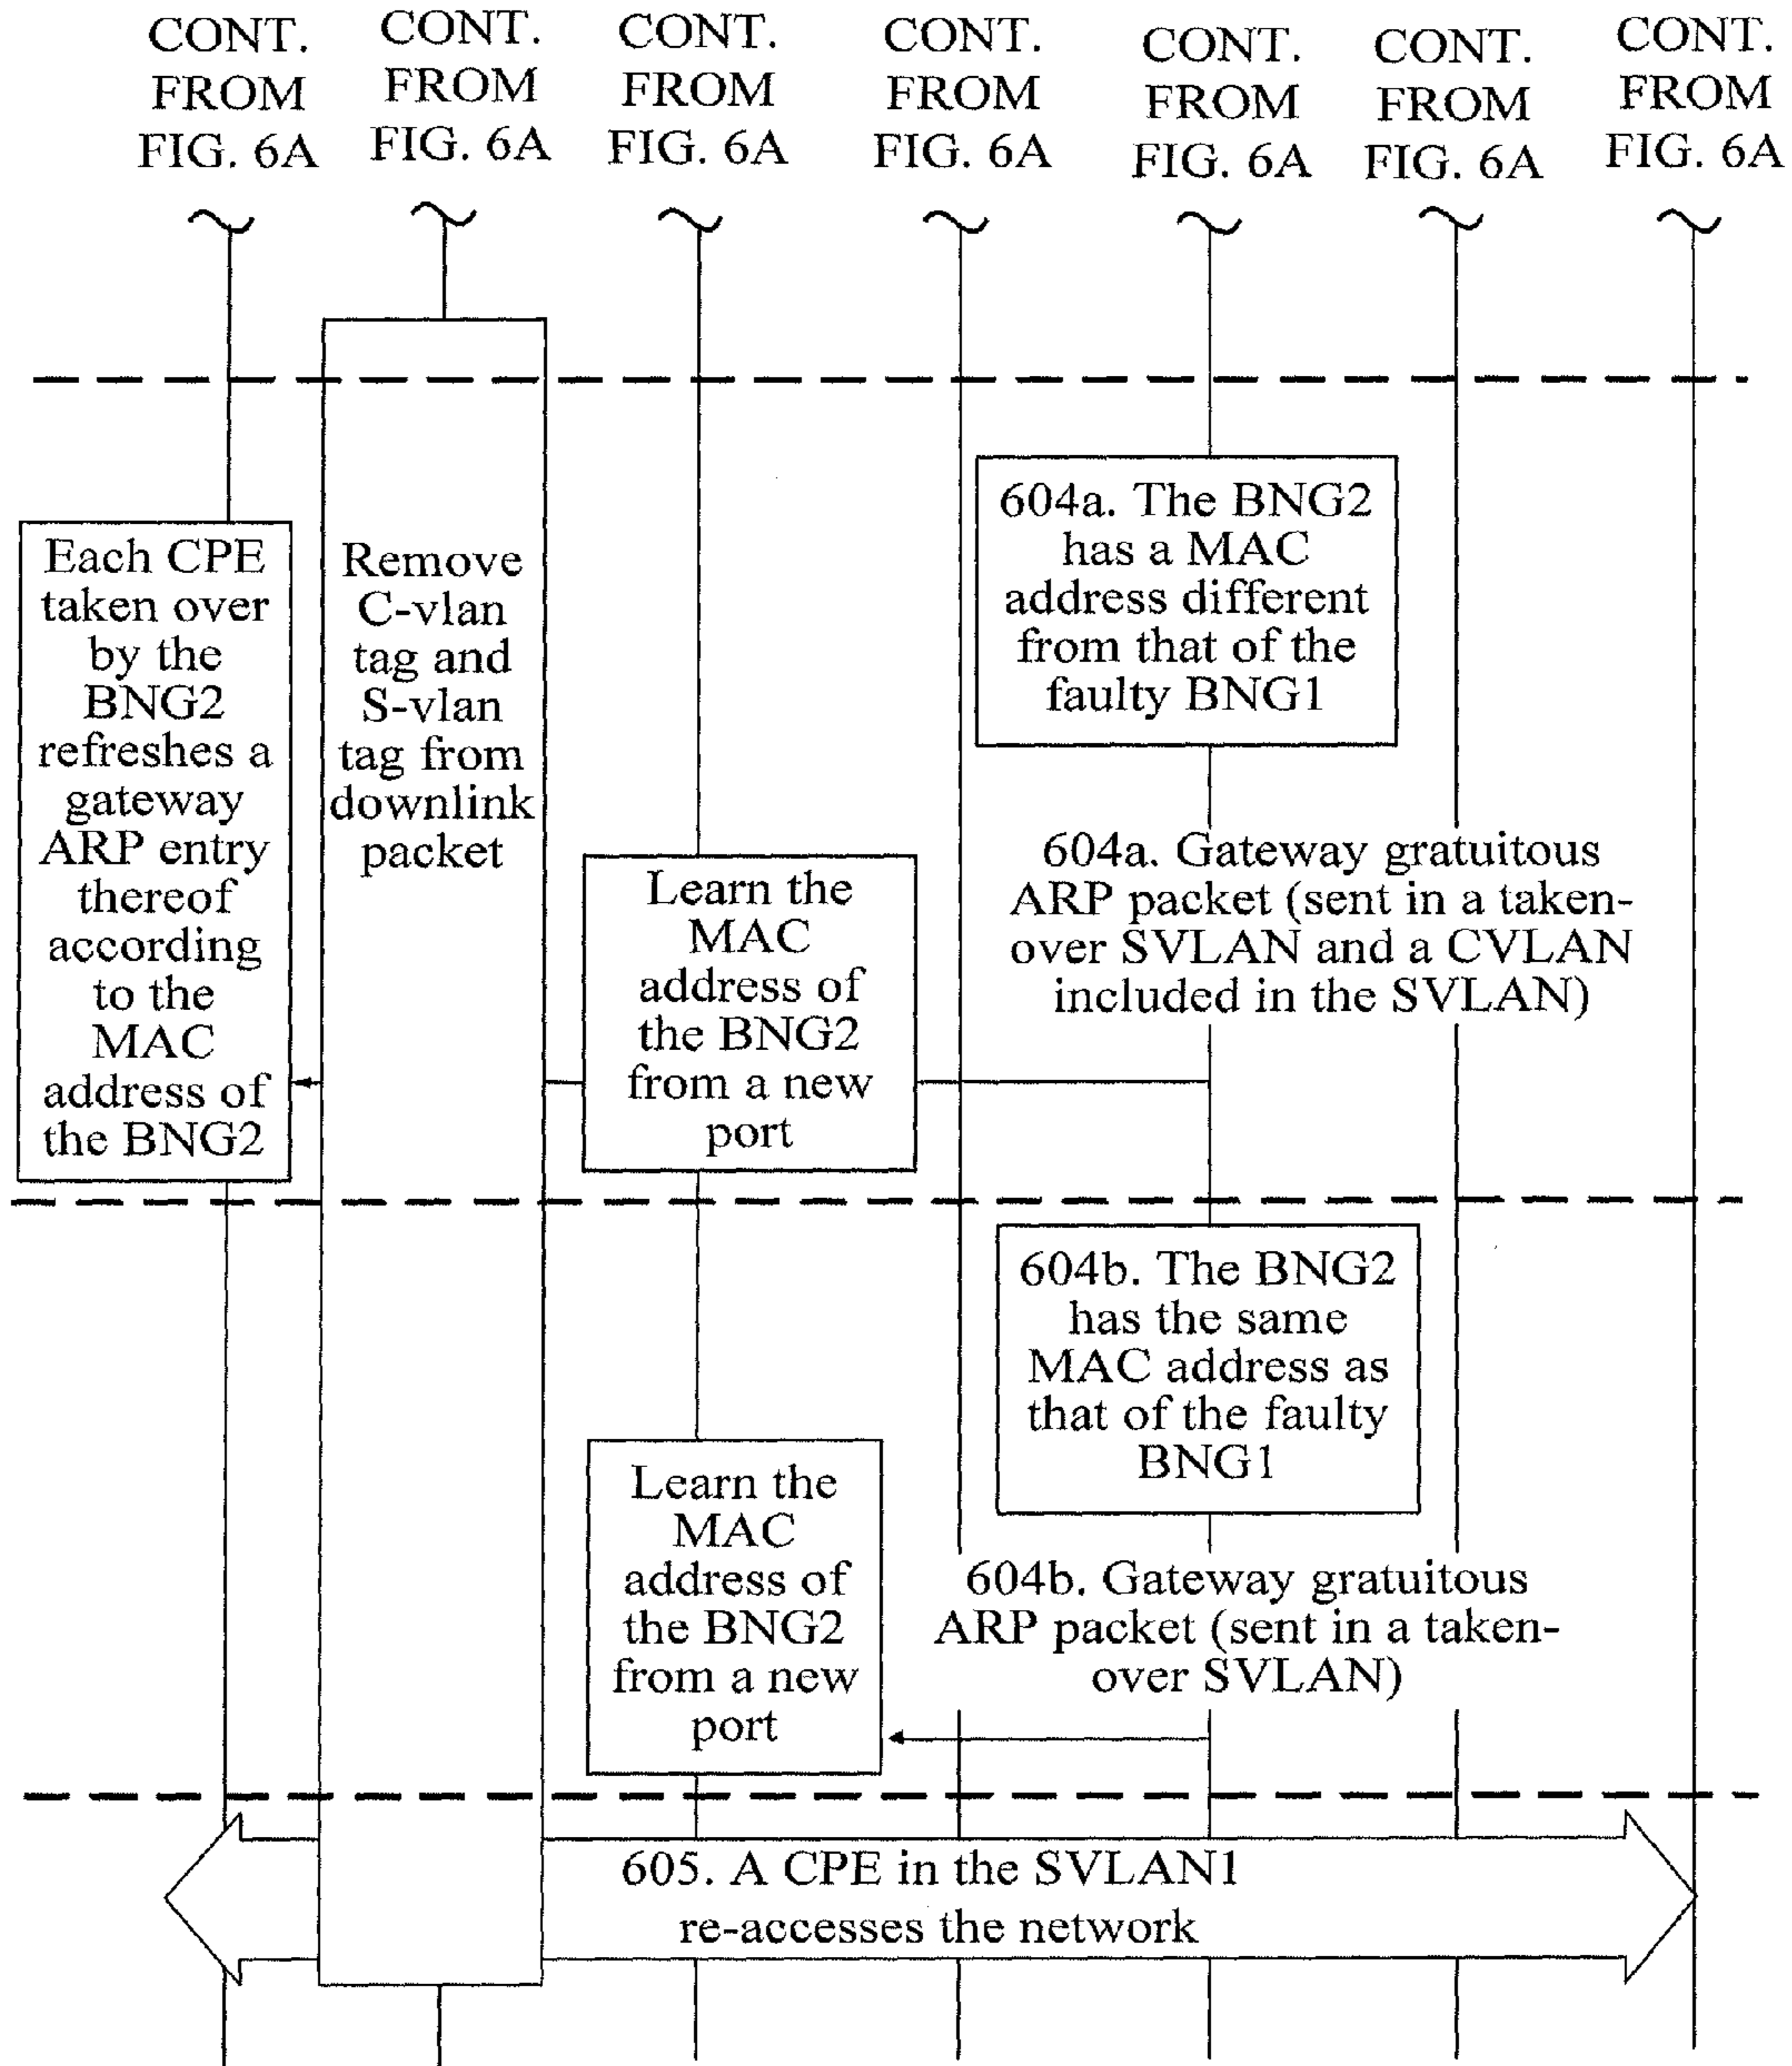 CONT.
FROM
FIG. 6A
CONT.
FROM
FIG. 6A
CONT.
FROM
FIG. 6A
CONT.
FROM
FIG. 6A
CONT.
FROM
FIG. 6A
CONT.
FROM
FIG. 6A
CONT.
FROM
FIG. 6A
Each CPE
taken over
by the
BNG2
refreshes a
gateway
ARP entry
thereof
according
to the
MAC
address of
the BNG2
Remove
C-vlan
tag and
S-vlan
tag from
downlink
packet
Learn the
MAC
address of
the BNG2
from a new
port
604a. The BNG2
has a MAC
address different
from that of the
faulty BNG1
604a. Gateway gratuitous
ARP packet (sent in a taken-
over SVLAN and a CVLAN
included in the SVLAN)
604b. The BNG2
has the same
MAC address as
that of the faulty
BNG1
Learn the
MAC
address of
the BNG2
from a new
port
604b. Gateway gratuitous
ARP packet (sent in a taken-
over SVLAN)
605. A CPE in the SVLAN1
re-accesses the network